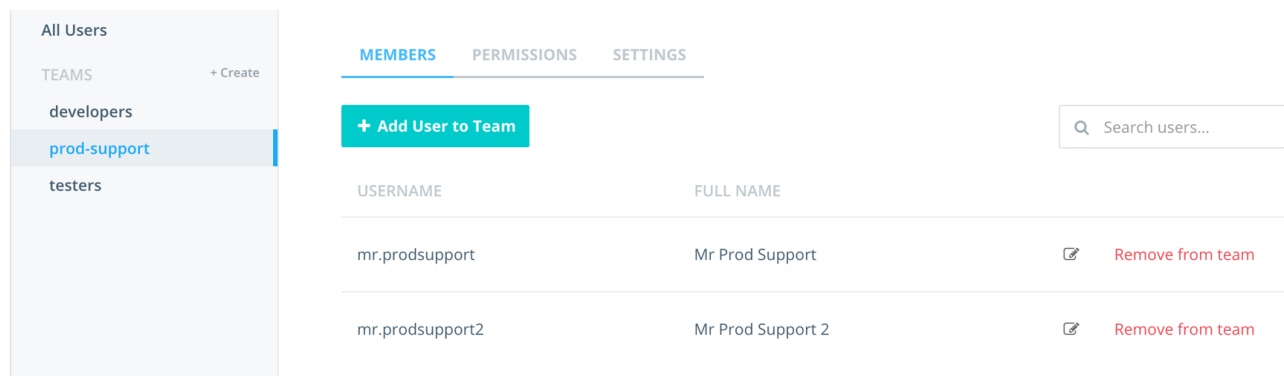 All Users
TEAMS + Create
developers
prod-support
testers
MEMBERS PERMISSIONS SETTINGS
+ Add User to Team
Search users...
USERNAME FULL NAME
mr.prodsupport Mr Prod Support Remove from team
mr.prodsupport2 Mr Prod Support 2 Remove from team